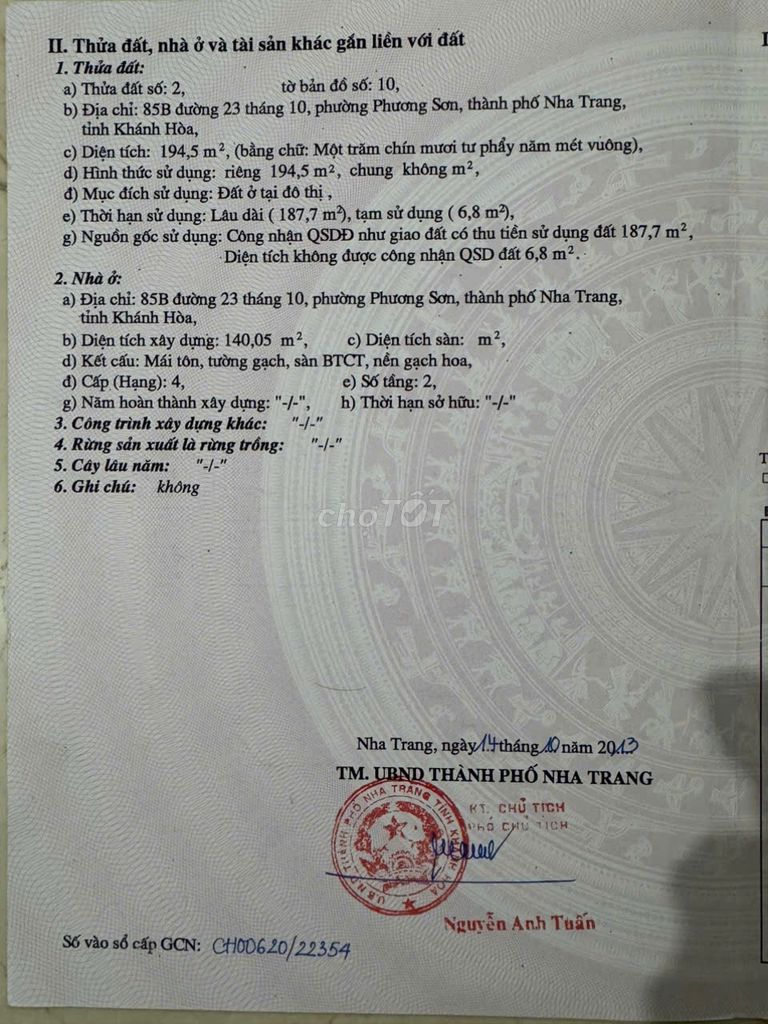 II. Thửa đất, nhà ở và tài sản khác gắn liền với đất
1. Thửa đất:
a) Thửa đất số: 2, tờ bản đồ số: 10,
b) Địa chỉ: 85B đường 23 tháng 10, phường Phương Sơn, thành phố Nha Trang,
tỉnh Khánh Hòa,
c) Diện tích: 194,5 m², (bằng chữ: Một trăm chín mươi tư phẩy năm mét vuông),
d) Hình thức sử dụng: riêng 194,5 m², chung không m²,
đ) Mục đích sử dụng: Đất ở tại đô thị ,
e) Thời hạn sử dụng: Lâu dài ( 187,7 m²), tạm sử dụng ( 6,8 m²),
g) Nguồn gốc sử dụng: Công nhận QSDĐ như giao đất có thu tiền sử dụng đất 187,7 m²,
Diện tích không được công nhận QSD đất 6,8 m².
2. Nhà ở:
a) Địa chỉ: 85B đường 23 tháng 10, phường Phương Sơn, thành phố Nha Trang,
tỉnh Khánh Hòa,
b) Diện tích xây dựng: 140,05 m², c) Diện tích sàn: m²,
d) Kết cấu: Mái tôn, tường gạch, sàn BTCT, nền gạch hoa,
đ) Cấp (Hạng): 4, e) Số tầng: 2,
g) Năm hoàn thành xây dựng: "-/-", h) Thời hạn sở hữu: "-/-"
3. Công trình xây dựng khác: "-/-"
4. Rừng sản xuất là rừng trồng: "-/-"
5. Cây lâu năm: "-/-"
6. Ghi chú: không
choTỐT
Nha Trang, ngày 14 tháng 10 năm 2013
TM. UBND THÀNH PHỐ NHA TRANG
KT. CHỦ TỊCH
PHÓ CHỦ TỊCH
UBND THÀNH PHỐ NHA TRANG TỈNH KHÁNH HÒA
Nguyễn Anh Tuấn
Số vào sổ cấp GCN: CH00620/22354